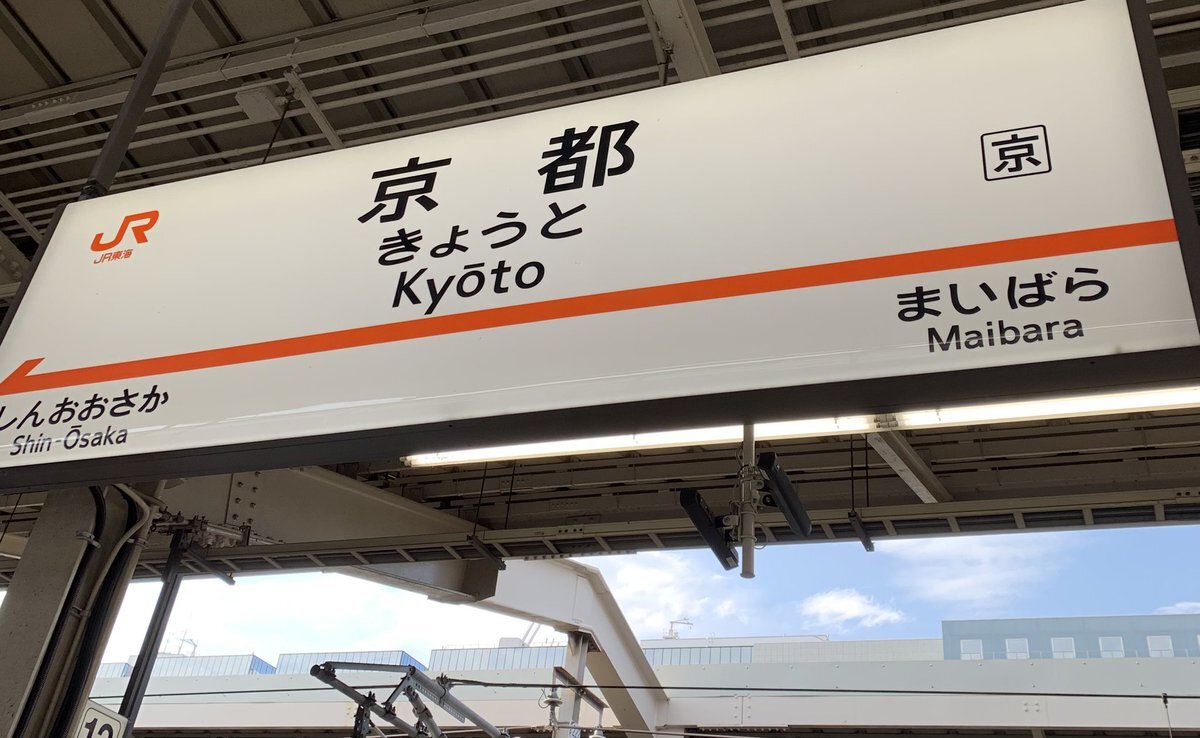 JR
JR東海
京都
京
きょうと
Kyōto
まいばら
Maibara
しんおおさか
Shin-Ōsaka